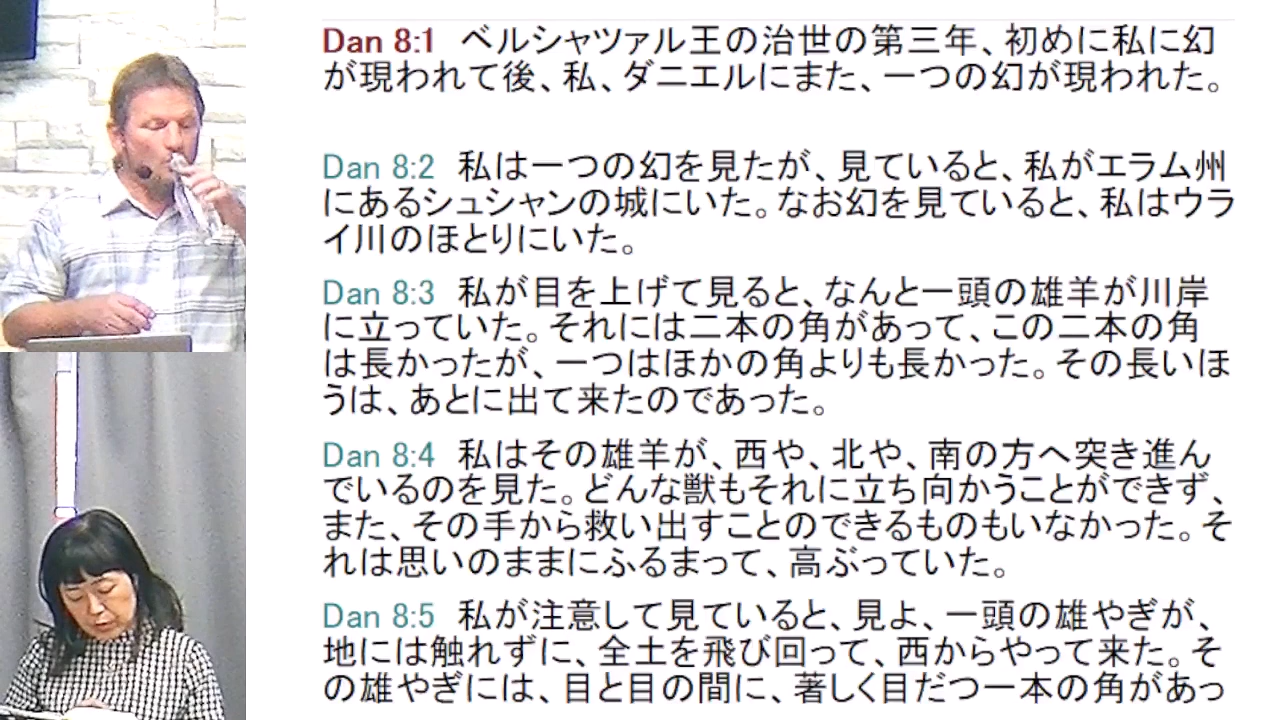 Dan 8:1 ベルシャツァル王の治世の第三年、初めに私に幻
が現われて後、私、ダニエルにまた、一つの幻が現われた。
Dan 8:2 私は一つの幻を見たが、見ていると、私がエラム州
にあるシュシャンの城にいた。なお幻を見ていると、私はウラ
イ川のほとりにいた。
Dan 8:3 私が目を上げて見ると、なんと一頭の雄羊が川岸
に立っていた。それには二本の角があって、この二本の角
は長かったが、一つはほかの角よりも長かった。その長いほ
うは、あとに出て来たのであった。
Dan 8:4 私はその雄羊が、西や、北や、南の方へ突き進ん
でいるのを見た。どんな獣もそれに立ち向かうことができず、
また、その手から救い出すことのできるものもいなかった。そ
れは思いのままにふるまって、高ぶっていた。
Dan 8:5 私が注意して見ていると、見よ、一頭の雄やぎが、
地には触れずに、全土を飛び回って、西からやって来た。そ
の雄やぎには、目と目の間に、著しく目だつ一本の角があっ